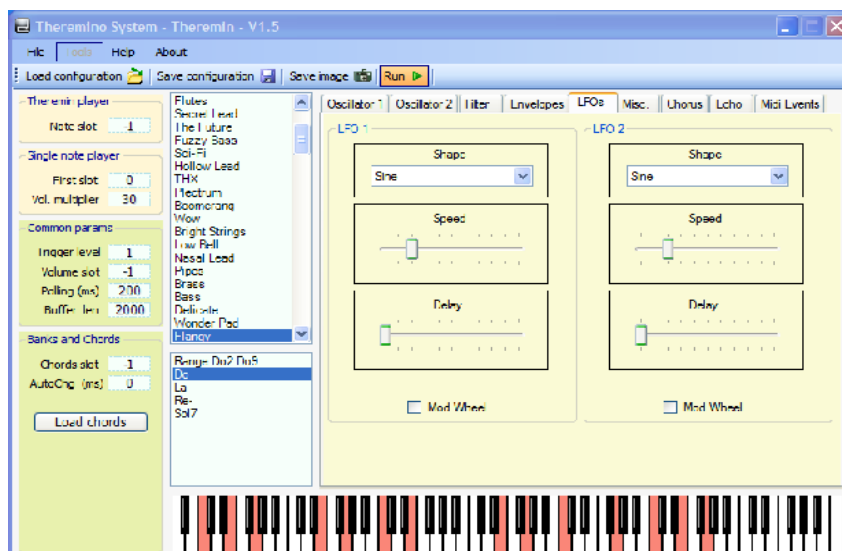 Theremino System - Theremin - V1.5
File Tools Help About
Load configuration Save configuration Save image Run
Theremin player
Note slot -1
Single note player
First slot 0
Vol. multiplier 30
Common params
Trigger level 1
Volume slot -1
Polling (ms) 200
Buffer len 2000
Banks and Chords
Chords slot -1
AutoChg (ms) 0
Load chords
Flutes
Secret Lead
The Future
Fuzzy Bass
Sci-Fi
Hollow Lead
THX
Plectrum
Boomerang
Wow
Bright Strings
Low Bell
Nasal Lead
Pipes
Brass
Bass
Delicate
Wonder Pad
Flangy
Range Do2 Do9
Do
La
Re-
Sol7
Oscillator 1 Oscillator 2 Filter Envelopes LFOs Misc. Chorus Echo Midi Events
LFO 1
Shape
Sine
Speed
Delay
Mod Wheel
LFO 2
Shape
Sine
Speed
Delay
Mod Wheel